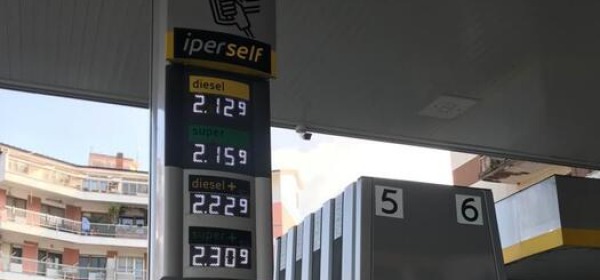 iperself
diesel
2.129
super
2.159
diesel+
2.229
super+
2.309
5
6